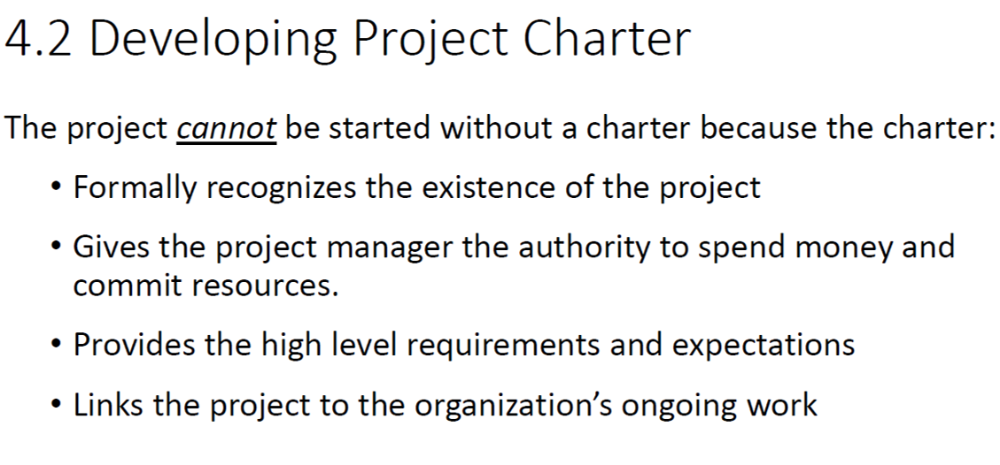 4.2 Developing Project Charter
The project cannot be started without a charter because the charter:
• Formally recognizes the existence of the project
• Gives the project manager the authority to spend money and
commit resources.
• Provides the high level requirements and expectations
• Links the project to the organization’s ongoing work